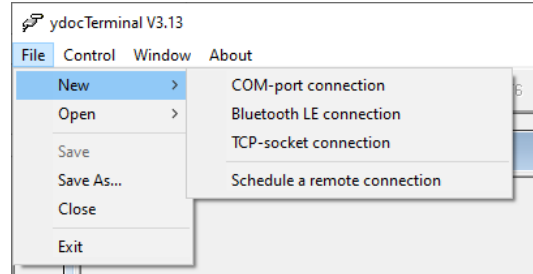 ydocTerminal V3.13
File Control Window About
New > COM-port connection
Open > Bluetooth LE connection
TCP-socket connection
Save
Save As... Schedule a remote connection
Close
Exit